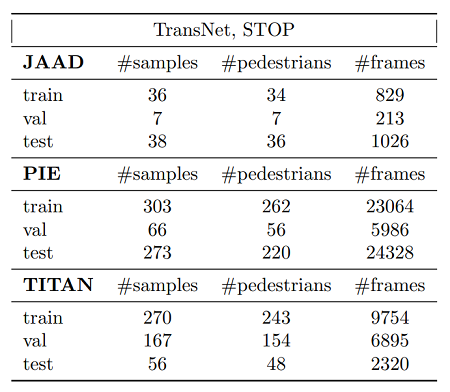 TransNet, STOP
JAAD #samples #pedestrians #frames
train 36 34 829
val 7 7 213
test 38 36 1026
PIE #samples #pedestrians #frames
train 303 262 23064
val 66 56 5986
test 273 220 24328
TITAN #samples #pedestrians #frames
train 270 243 9754
val 167 154 6895
test 56 48 2320